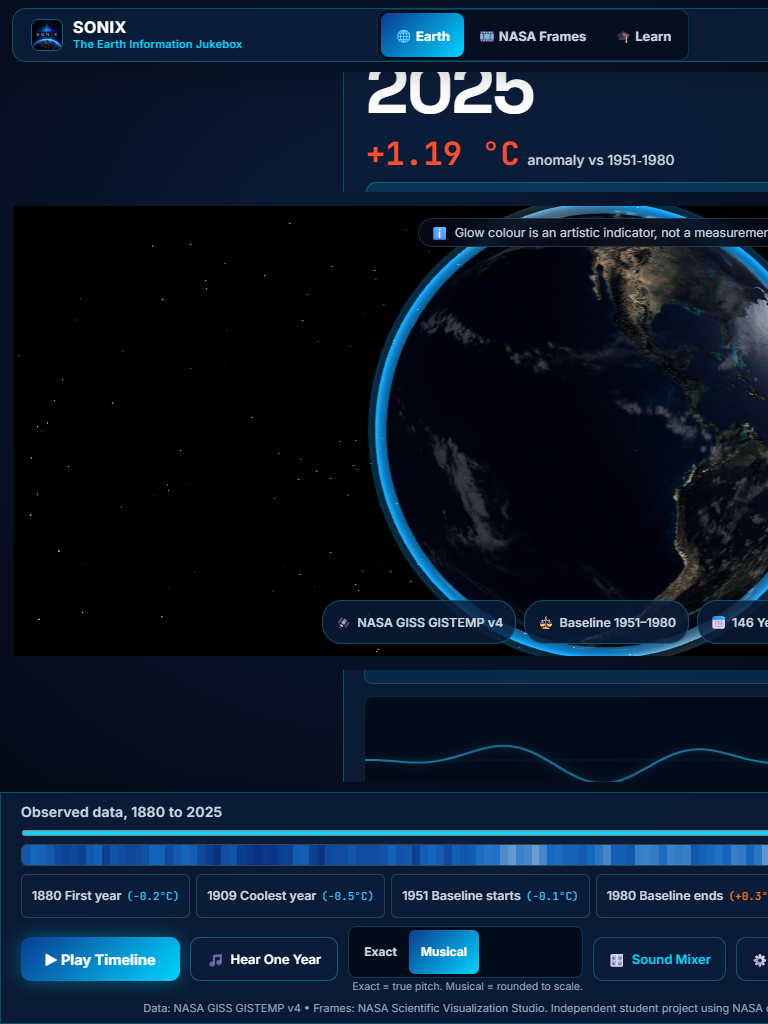 SONIX
The Earth Information Jukebox
Earth
NASA Frames
Learn
2025
+1.19 °C anomaly vs 1951-1980
Glow colour is an artistic indicator, not a measuremen
NASA GISS GISTEMP v4
Baseline 1951–1980
146 Ye
Observed data, 1880 to 2025
1880 First year (-0.2°C)
1909 Coolest year (-0.5°C)
1951 Baseline starts (-0.1°C)
1980 Baseline ends (+0.3°
Play Timeline
Hear One Year
Exact
Musical
Sound Mixer
Exact = true pitch. Musical = rounded to scale.
Data: NASA GISS GISTEMP v4 • Frames: NASA Scientific Visualization Studio. Independent student project using NASA